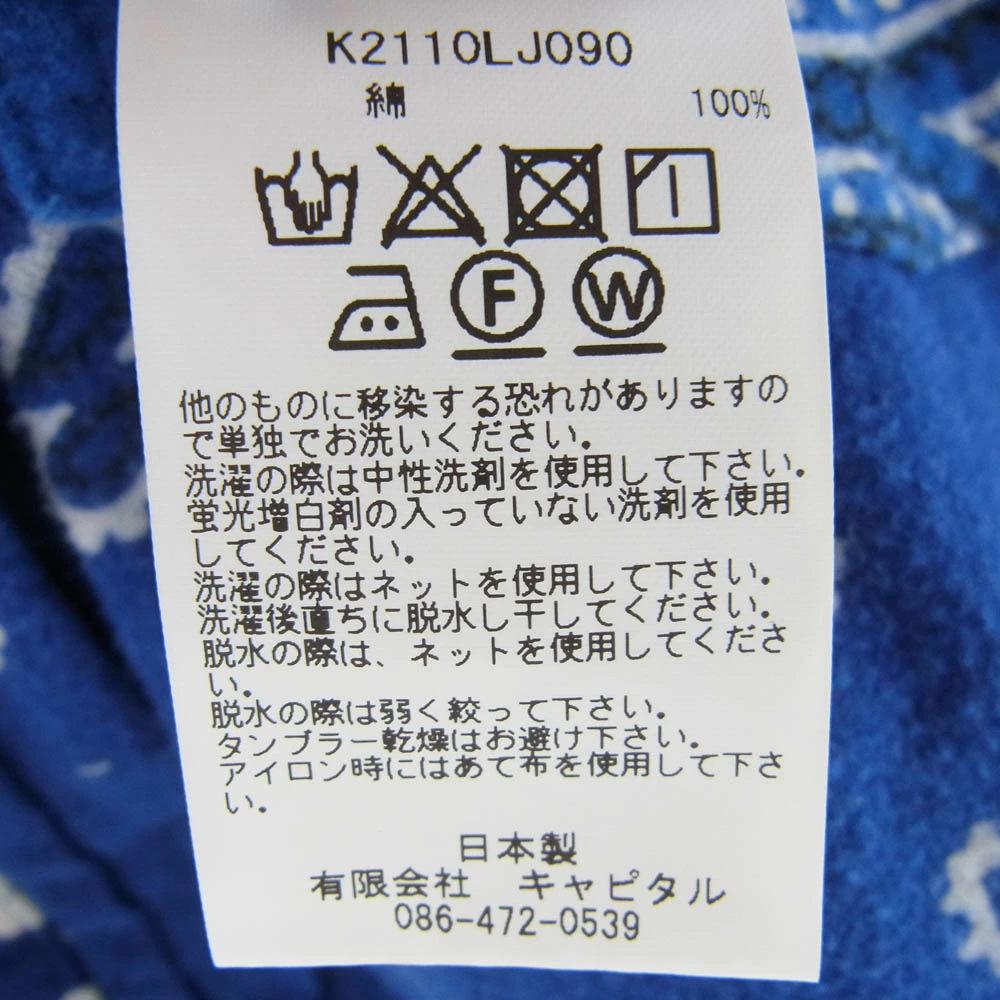 K2110LJ090
綿 100%
F W
他のものに移染する恐れがありますの
で単独でお洗いください。
洗濯の際は中性洗剤を使用して下さい。
蛍光増白剤の入っていない洗剤を使用
してください。
洗濯の際はネットを使用して下さい。
洗濯後直ちに脱水し干してください。
脱水の際は、ネットを使用してくださ
い。
脱水の際は弱く絞って下さい。
タンブラー乾燥はお避け下さい。
アイロン時にはあて布を使用して下さ
い。
日本製
有限会社 キャピタル
086-472-0539